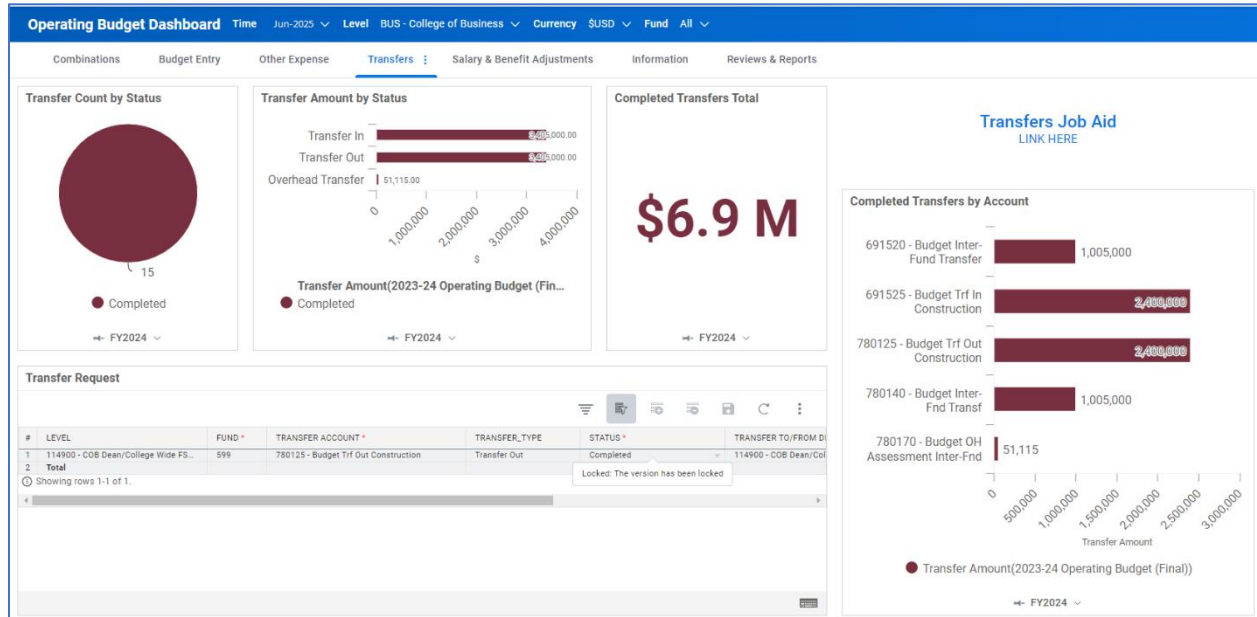 Operating Budget Dashboard Time Jun-2025 Level BUS - College of Business Currency $USD Fund All
Combinations Budget Entry Other Expense Transfers Salary & Benefit Adjustments Information Reviews & Reports
Transfer Count by Status
15
Completed
FY2024
Transfer Amount by Status
Transfer In 3,405,000.00
Transfer Out 3,405,000.00
Overhead Transfer 51,115.00
0 1,000,000 2,000,000 3,000,000 4,000,000
$
Transfer Amount(2023-24 Operating Budget (Fin...
Completed
FY2024
Completed Transfers Total
$6.9 M
FY2024
Transfers Job Aid
LINK HERE
Completed Transfers by Account
691520 - Budget Inter-
Fund Transfer
1,005,000
691525 - Budget Trf In
Construction
2,400,000
780125 - Budget Trf Out
Construction
2,400,000
780140 - Budget Inter-
Fnd Transf
1,005,000
780170 - Budget OH
Assessment Inter-Fnd
51,115
0 500,000 1,000,000 1,500,000 2,000,000 2,500,000 3,000,000
Transfer Amount
Transfer Amount(2023-24 Operating Budget (Final))
FY2024
Transfer Request
# LEVEL FUND * TRANSFER ACCOUNT * TRANSFER_TYPE STATUS * TRANSFER TO/FROM DI
1 114900 - COB Dean/College Wide FS... 599 780125 - Budget Trf Out Construction Transfer Out Completed 114900 - COB Dean/Col
2 Total
Locked: The version has been locked
Showing rows 1-1 of 1.